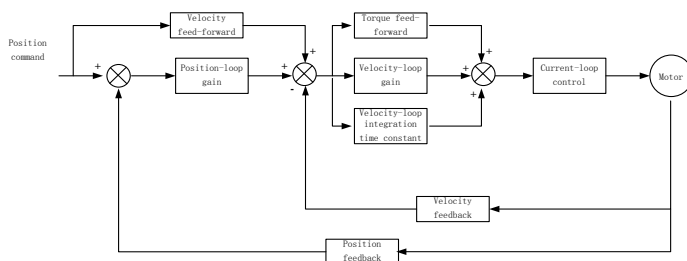 Position
command
Velocity
feed-forward
+
Position-loop
gain
+
+
-
Torque feed-
forward
Velocity-loop
gain
Velocity-loop
integration
time constant
+
+
+
Current-loop
control
Motor
Velocity
feedback
Position
feedback